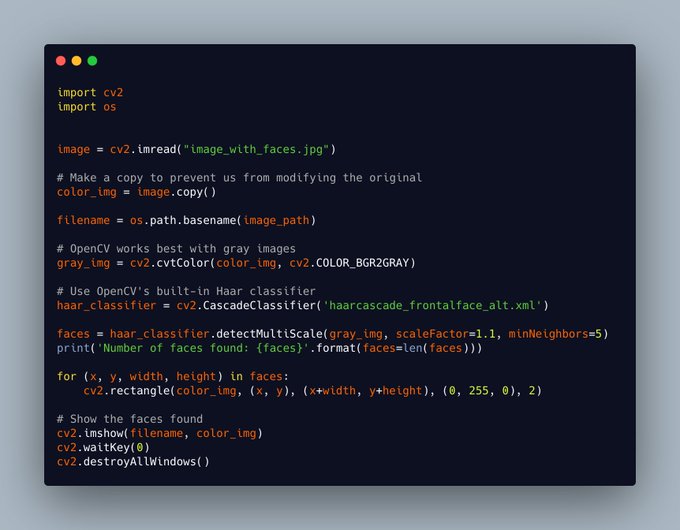 import cv2
import os
image = cv2.imread("image_with_faces.jpg")
# Make a copy to prevent us from modifying the original
color_img = image.copy()
filename = os.path.basename(image_path)
# OpenCV works best with gray images
gray_img = cv2.cvtColor(color_img, cv2.COLOR_BGR2GRAY)
# Use OpenCV's built-in Haar classifier
haar_classifier = cv2.CascadeClassifier('haarcascade_frontalface_alt.xml')
faces = haar_classifier.detectMultiScale(gray_img, scaleFactor=1.1, minNeighbors=5)
print('Number of faces found: {faces}'.format(faces=len(faces)))
for (x, y, width, height) in faces:
    cv2.rectangle(color_img, (x, y), (x+width, y+height), (0, 255, 0), 2)
# Show the faces found
cv2.imshow(filename, color_img)
cv2.waitKey(0)
cv2.destroyAllWindows()